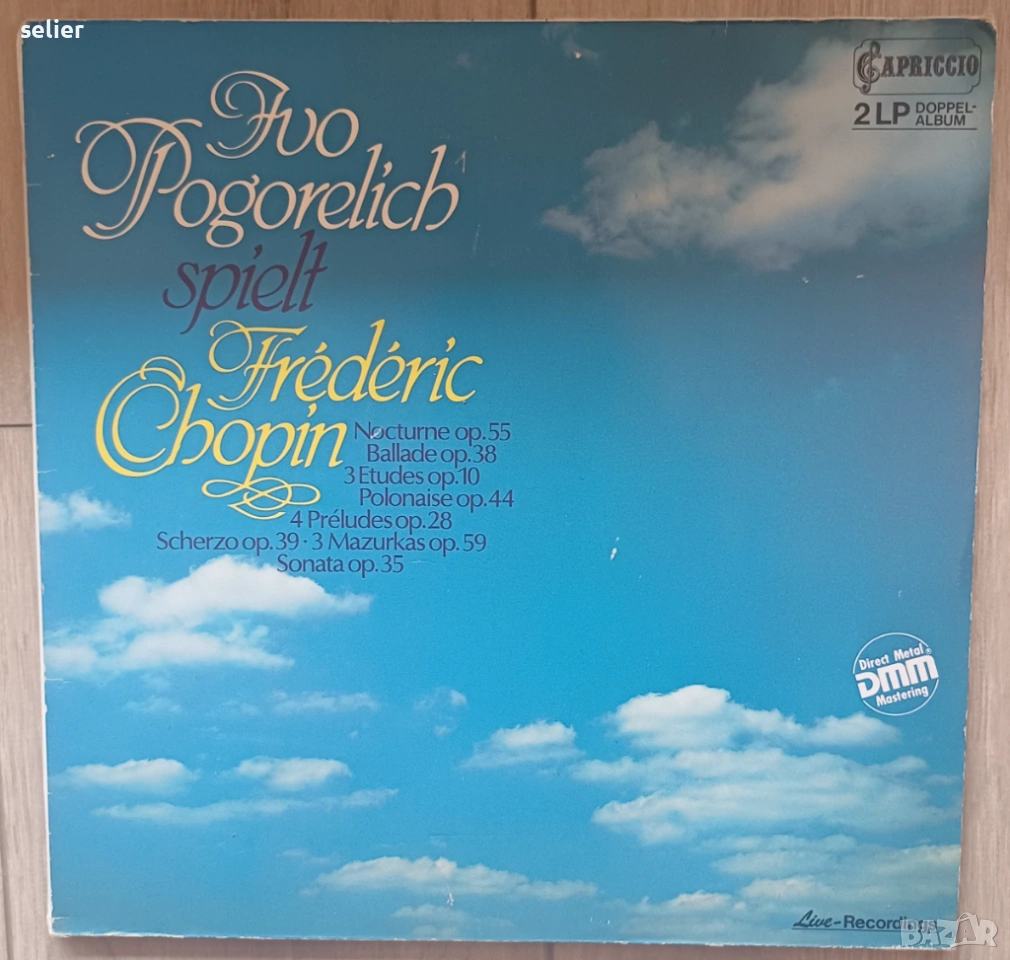 selier
CAPRICCIO
2 LP DOPPEL-
ALBUM
Ivo
Pogorelich
spielt
Frédéric
Chopin
Nocturne op. 55
Ballade op. 38
3 Etudes op. 10
Polonaise op. 44
4 Préludes op. 28
Scherzo op. 39 · 3 Mazurkas op. 59
Sonata op. 35
Direct Metal®
DMM
Mastering
Live-Recordings
BAZAR